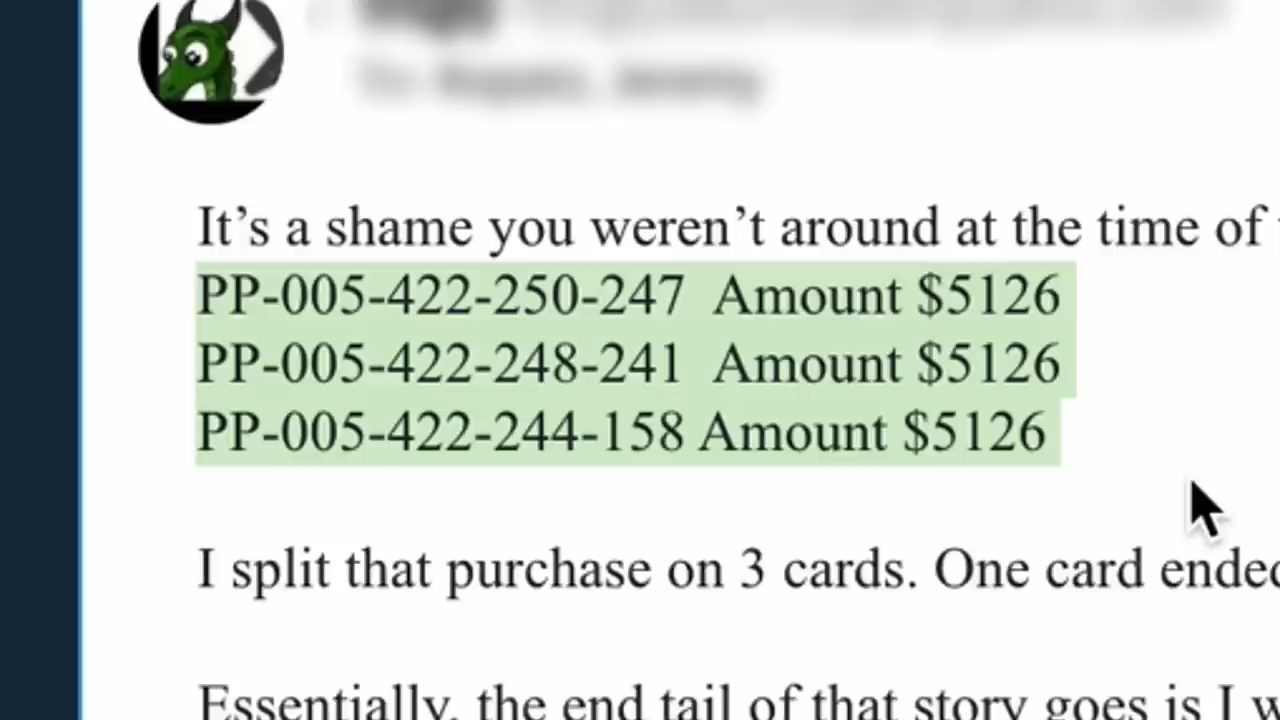 It’s a shame you weren’t around at the time of
PP-005-422-250-247 Amount $5126
PP-005-422-248-241 Amount $5126
PP-005-422-244-158 Amount $5126
I split that purchase on 3 cards. One card ended
Essentially, the end tail of that story goes is I w